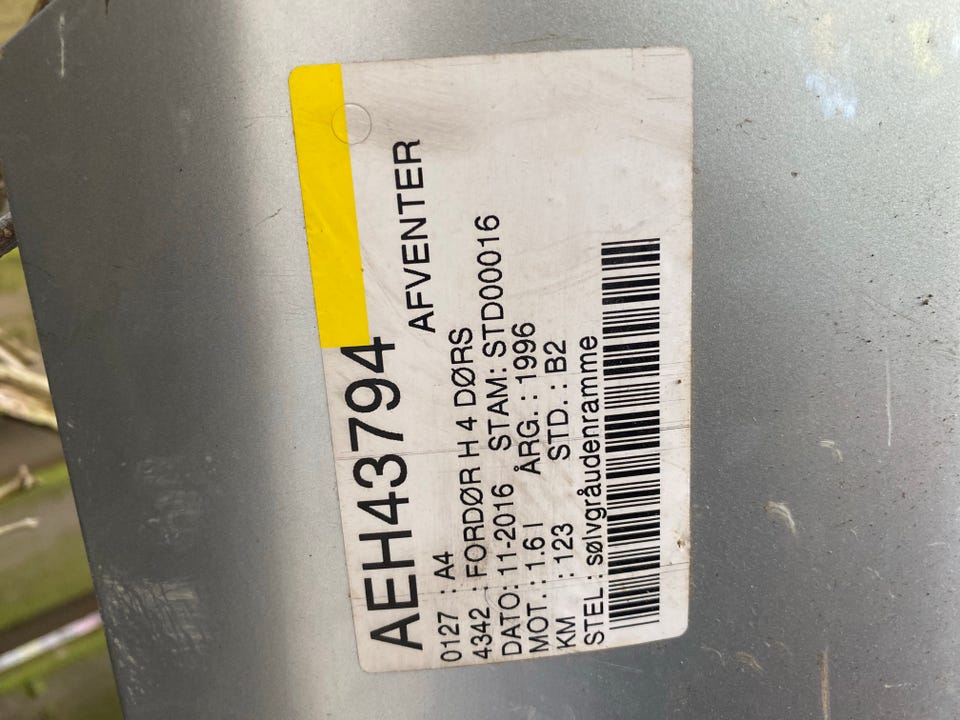 AEH43794
AFVENTER
0127 : A4
4342 : FORDØR H 4 DØRS
DATO: 11-2016 STAM: STD00016
MOT. : 1.6 I ÅRG. : 1996
KM : 123 STD. : B2
STEL : sølvgråudenramme